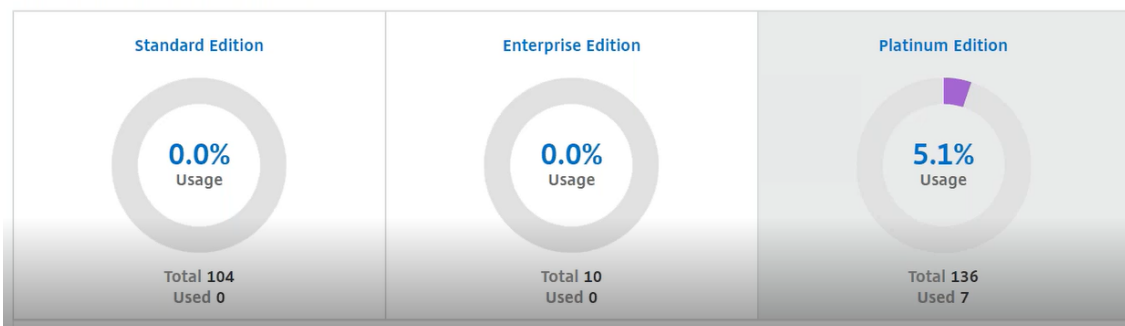 Standard Edition
0.0%
Usage
Total 104
Used 0
Enterprise Edition
0.0%
Usage
Total 10
Used 0
Platinum Edition
5.1%
Usage
Total 136
Used 7